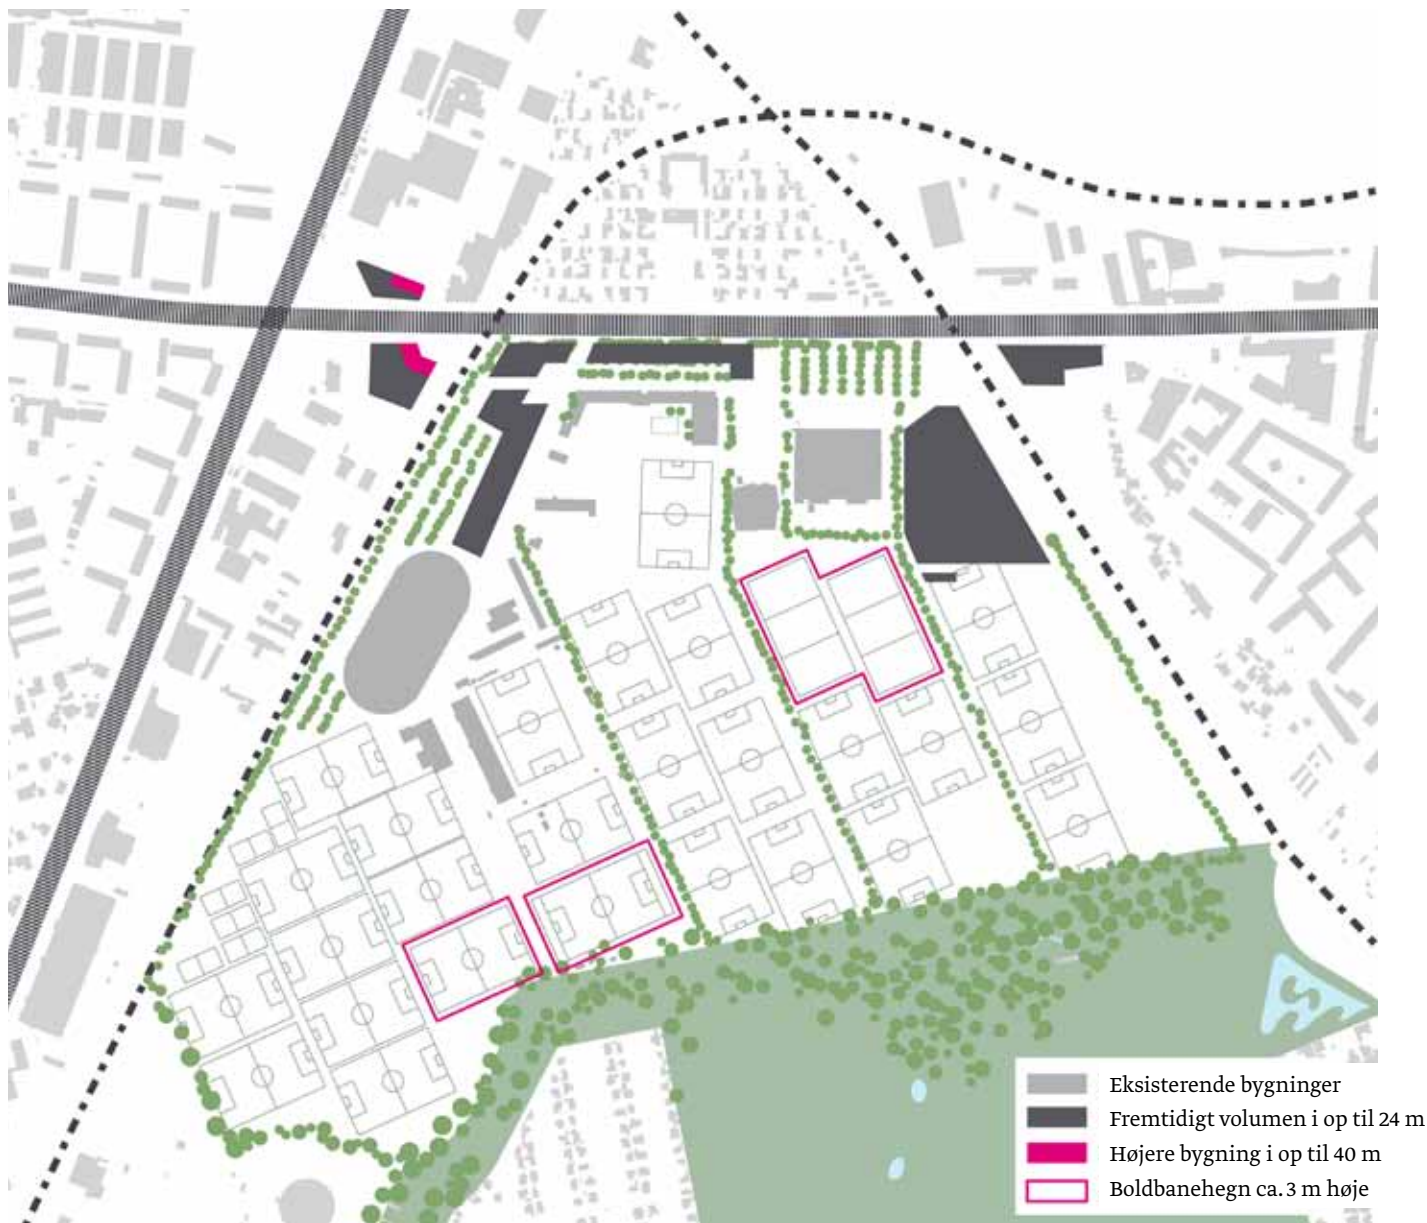 Eksisterende bygninger
Fremtidigt volumen i op til 24 m
Højere bygning i op til 40 m
Boldbanehegn ca. 3 m høje